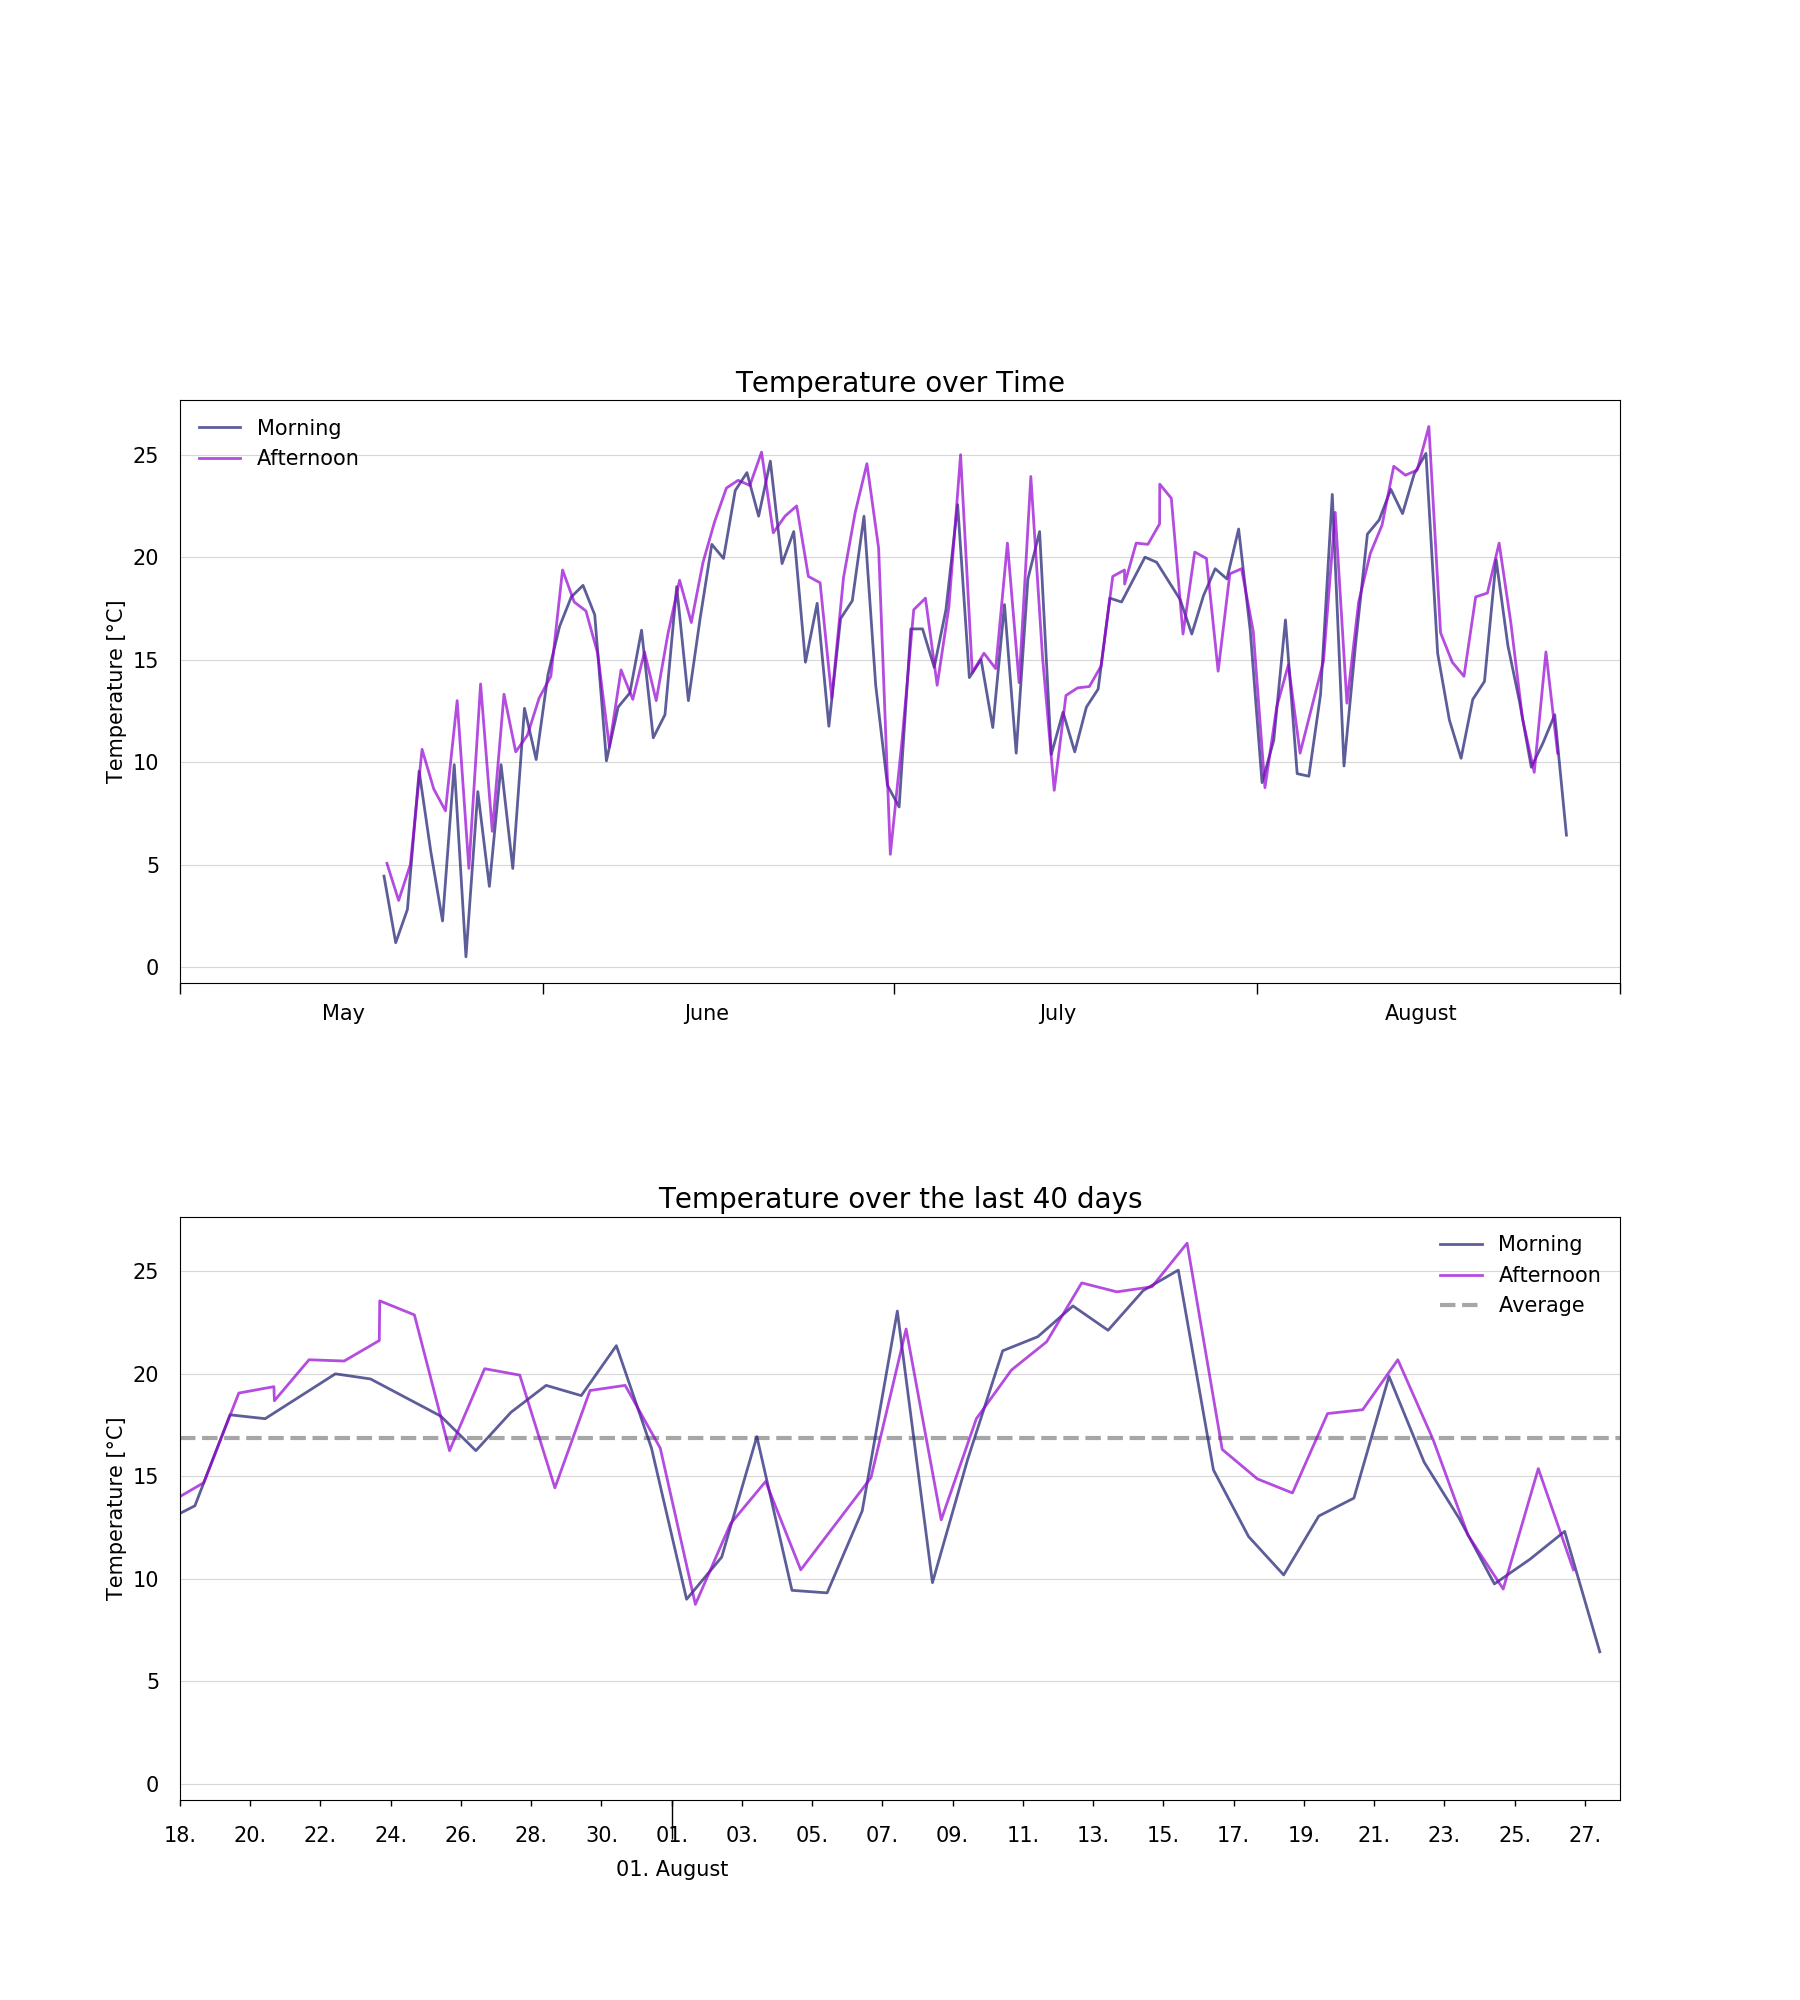 Temperature over Time
Morning
Afternoon
25
20
15
10
5
0
Temperature [°C]
May June July August
Temperature over the last 40 days
Morning
Afternoon
Average
25
20
15
10
5
0
Temperature [°C]
18. 20. 22. 24. 26. 28. 30. 01. 03. 05. 07. 09. 11. 13. 15. 17. 19. 21. 23. 25. 27.
01. August